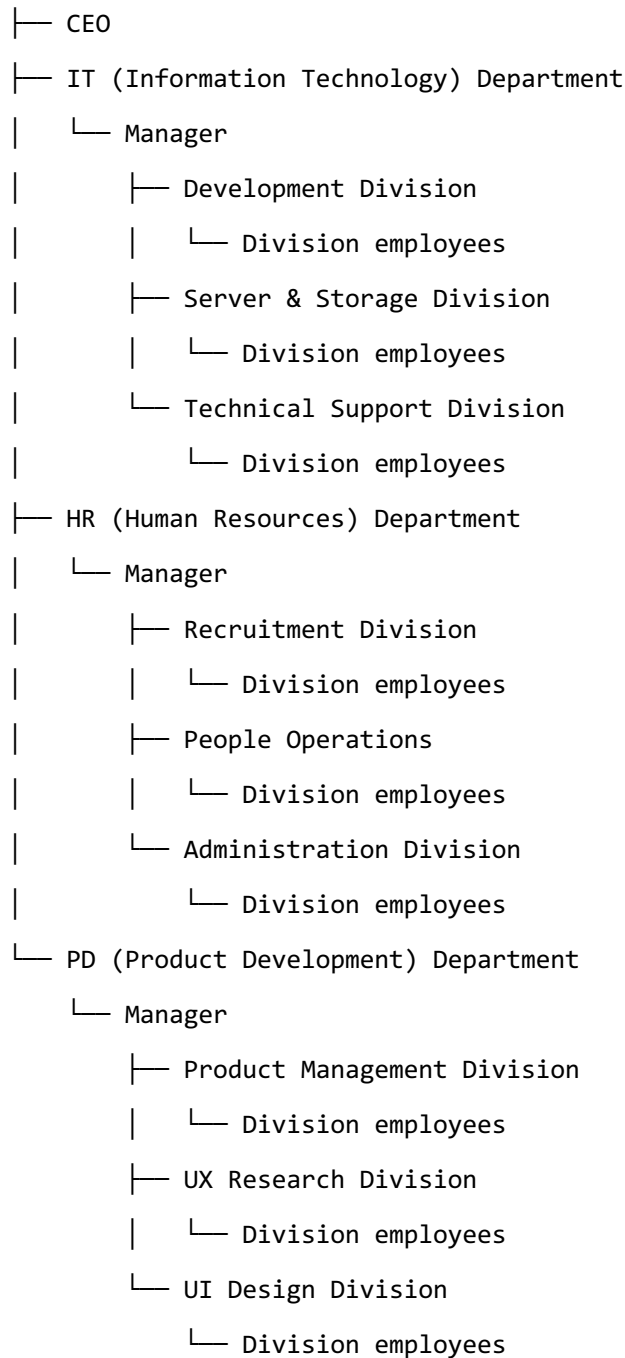 ├── CEO
├── IT (Information Technology) Department
│   └── Manager
│       ├── Development Division
│       │   └── Division employees
│       ├── Server & Storage Division
│       │   └── Division employees
│       └── Technical Support Division
│           └── Division employees
├── HR (Human Resources) Department
│   └── Manager
│       ├── Recruitment Division
│       │   └── Division employees
│       ├── People Operations
│       │   └── Division employees
│       └── Administration Division
│           └── Division employees
└── PD (Product Development) Department
    └── Manager
        ├── Product Management Division
        │   └── Division employees
        ├── UX Research Division
        │   └── Division employees
        └── UI Design Division
            └── Division employees